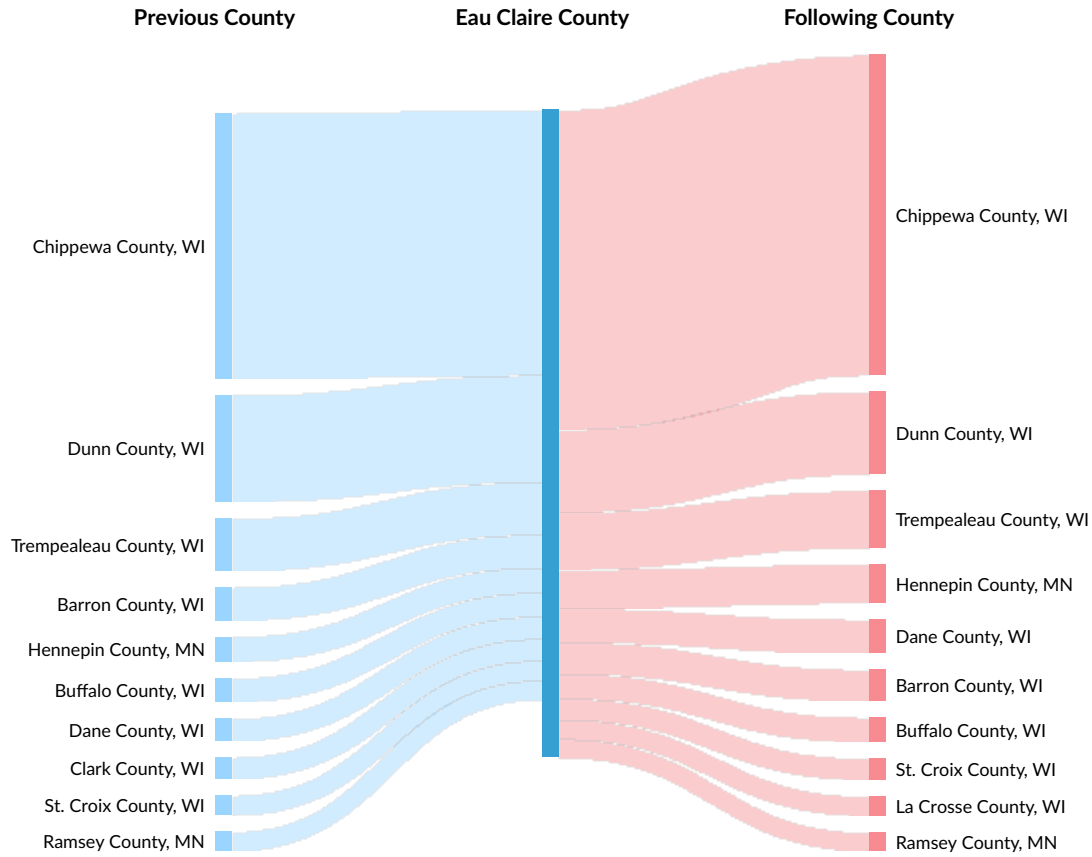 Previous County
Eau Claire County
Following County
Chippewa County, WI
Dunn County, WI
Trempealeau County, WI
Barron County, WI
Hennepin County, MN
Buffalo County, WI
Dane County, WI
Clark County, WI
St. Croix County, WI
Ramsey County, MN
Chippewa County, WI
Dunn County, WI
Trempealeau County, WI
Hennepin County, MN
Dane County, WI
Barron County, WI
Buffalo County, WI
St. Croix County, WI
La Crosse County, WI
Ramsey County, MN